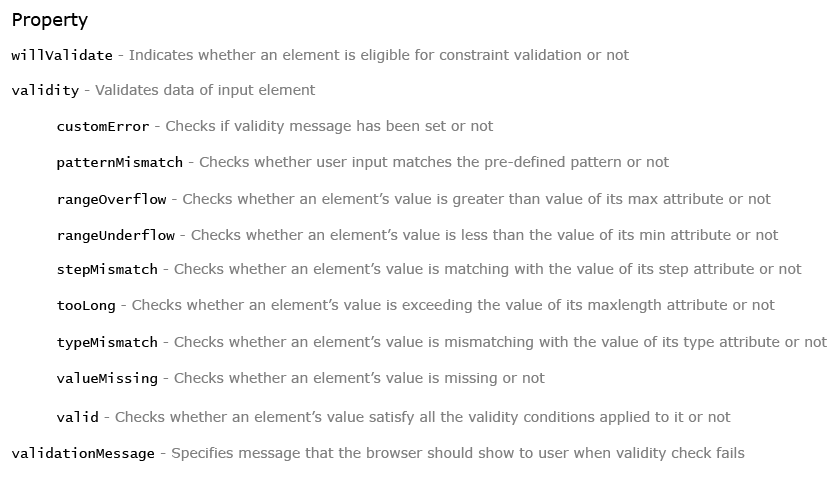 Property
willValidate - Indicates whether an element is eligible for constraint validation or not
validity - Validates data of input element
customError - Checks if validity message has been set or not
patternMismatch - Checks whether user input matches the pre-defined pattern or not
rangeOverflow - Checks whether an element’s value is greater than value of its max attribute or not
rangeUnderflow - Checks whether an element’s value is less than the value of its min attribute or not
stepMismatch - Checks whether an element’s value is matching with the value of its step attribute or not
tooLong - Checks whether an element’s value is exceeding the value of its maxlength attribute or not
typeMismatch - Checks whether an element’s value is mismatching with the value of its type attribute or not
valueMissing - Checks whether an element’s value is missing or not
valid - Checks whether an element’s value satisfy all the validity conditions applied to it or not
validationMessage - Specifies message that the browser should show to user when validity check fails